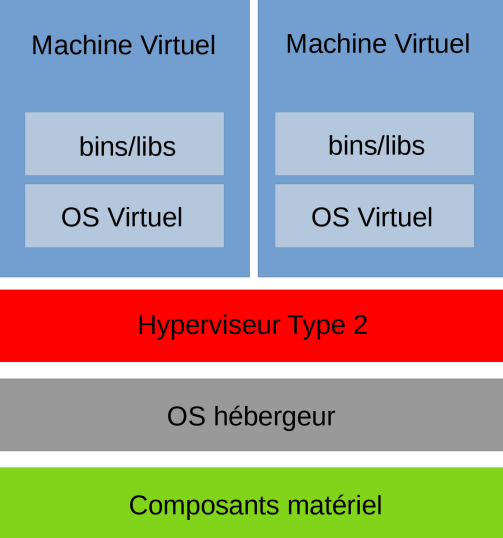 Machine Virtuel
Machine Virtuel
bins/libs
bins/libs
OS Virtuel
OS Virtuel
Hyperviseur Type 2
OS hébergeur
Composants matériel